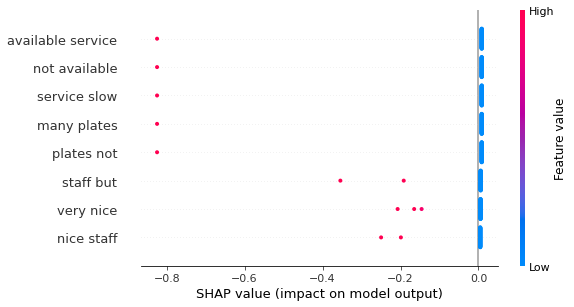 High
available service
not available
service slow
many plates
plates not
staff but
very nice
nice staff
Feature value
Low
−0.8 −0.6 −0.4 −0.2 0.0
SHAP value (impact on model output)